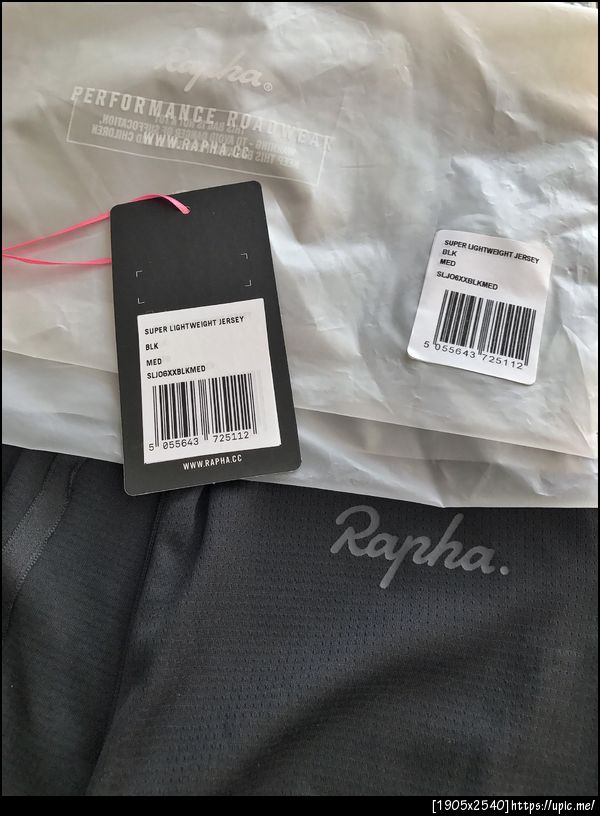 Rapha.®
PERFORMANCE ROADWEAR
WWW.RAPHA.CC
SUPER LIGHTWEIGHT JERSEY
BLK
MED
SLJ06XXBLKMED
5 055643 725112
SUPER LIGHTWEIGHT JERSEY
BLK
MED
SLJ06XXBLKMED
5 055643 725112
WWW.RAPHA.CC
Rapha.
[1905x2540]https://upic.me/